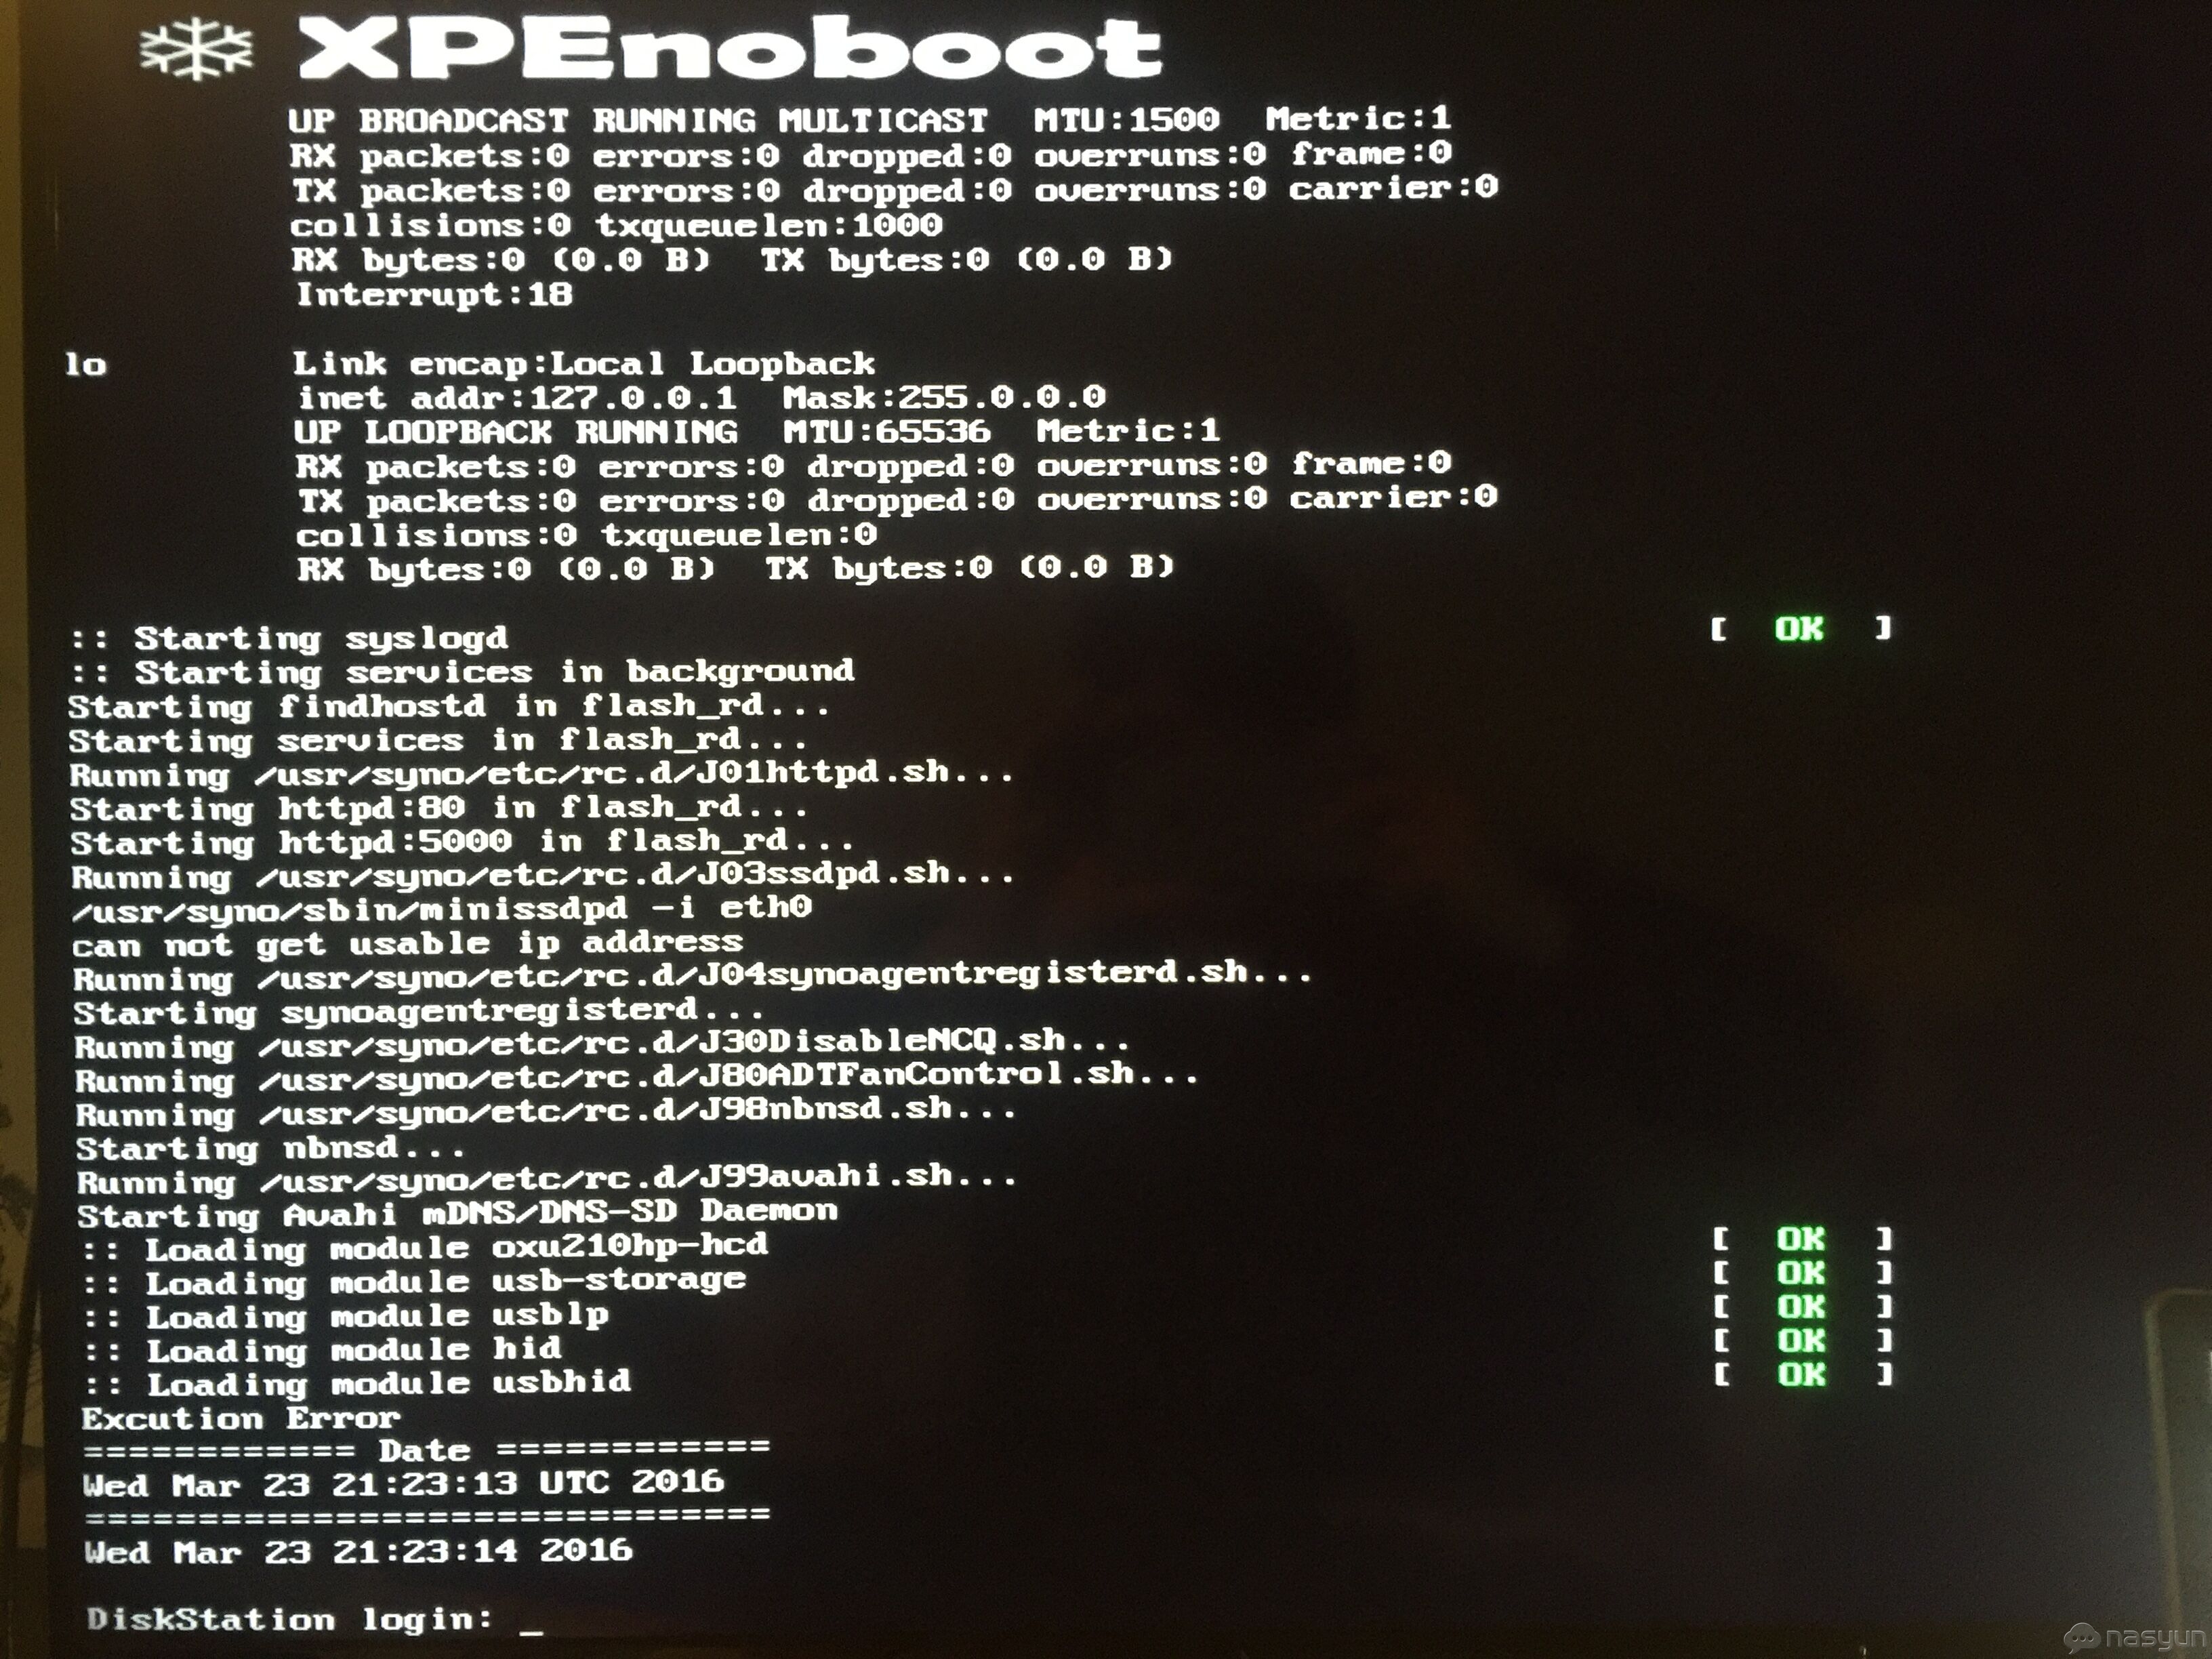 XPEnoboot
UP BROADCAST RUNNING MULTICAST  MTU:1500  Metric:1
RX packets:0 errors:0 dropped:0 overruns:0 frame:0
TX packets:0 errors:0 dropped:0 overruns:0 carrier:0
collisions:0 txqueuelen:1000
RX bytes:0 (0.0 B)  TX bytes:0 (0.0 B)
Interrupt:18
lo        Link encap:Local Loopback
inet addr:127.0.0.1  Mask:255.0.0.0
UP LOOPBACK RUNNING  MTU:65536  Metric:1
RX packets:0 errors:0 dropped:0 overruns:0 frame:0
TX packets:0 errors:0 dropped:0 overruns:0 carrier:0
collisions:0 txqueuelen:0
RX bytes:0 (0.0 B)  TX bytes:0 (0.0 B)
:: Starting syslogd [  OK  ]
:: Starting services in background
Starting findhostd in flash_rd...
Starting services in flash_rd...
Running /usr/syno/etc/rc.d/J01httpd.sh...
Starting httpd:80 in flash_rd...
Starting httpd:5000 in flash_rd...
Running /usr/syno/etc/rc.d/J03ssdpd.sh...
/usr/syno/sbin/minissdpd -i eth0
can not get usable ip address
Running /usr/syno/etc/rc.d/J04synoagentregisterd.sh...
Starting synoagentregisterd...
Running /usr/syno/etc/rc.d/J30DisableNCQ.sh...
Running /usr/syno/etc/rc.d/J80ADTFanControl.sh...
Running /usr/syno/etc/rc.d/J98nbnsd.sh...
Starting nbnsd...
Running /usr/syno/etc/rc.d/J99avahi.sh...
Starting Avahi mDNS/DNS-SD Daemon
:: Loading module oxu210hp-hcd [  OK  ]
:: Loading module usb-storage [  OK  ]
:: Loading module usblp [  OK  ]
:: Loading module hid [  OK  ]
:: Loading module usbhid [  OK  ]
Excution Error
============ Date ============
Wed Mar 23 21:23:13 UTC 2016
==============================
Wed Mar 23 21:23:14 2016
DiskStation login: _
nasyun